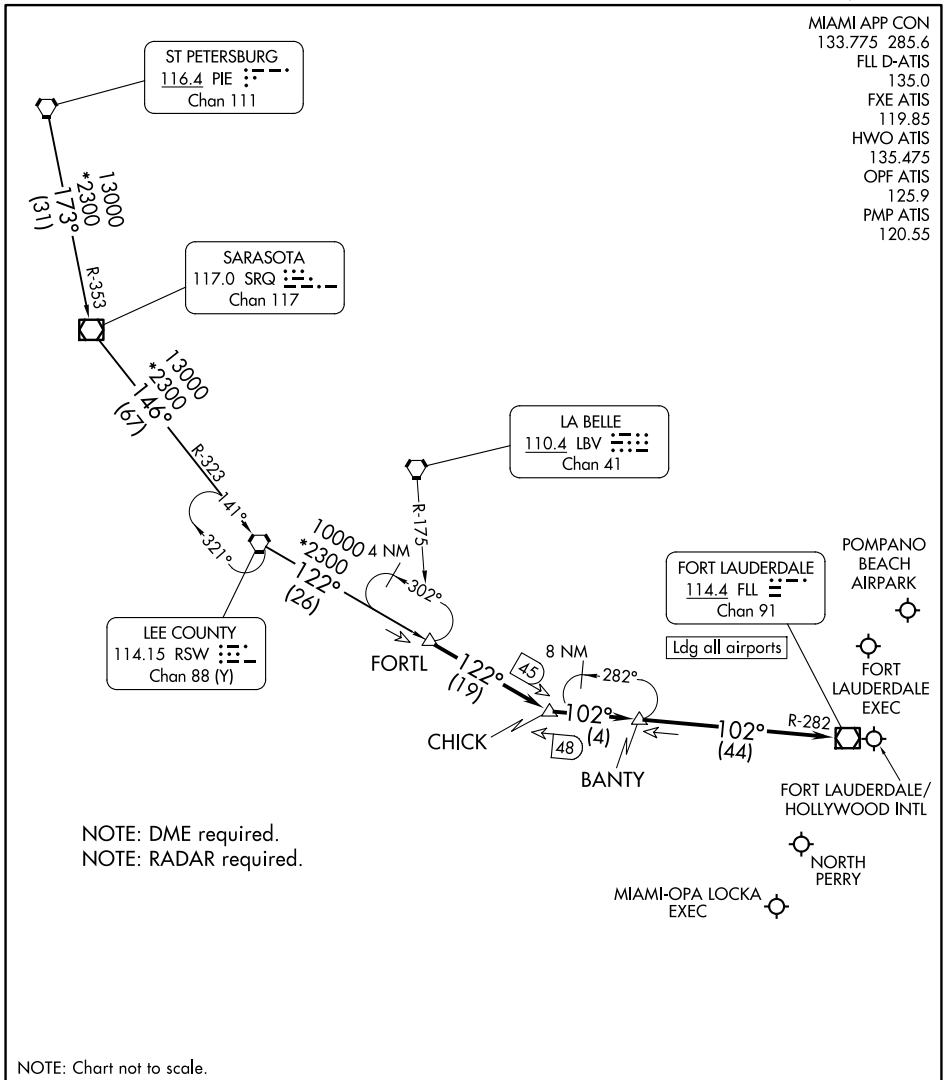 MIAMI APP CON
133.775 285.6
FLL D-ATIS
135.0
FXE ATIS
119.85
HWO ATIS
135.475
OPF ATIS
125.9
PMP ATIS
120.55
ST PETERSBURG
116.4 PIE
Chan 111
13000
*2300
173°
(31)
R-353
SARASOTA
117.0 SRQ
Chan 117
13000
*2300
146°
(67)
R-323
141°
321°
LA BELLE
110.4 LBV
Chan 41
R-175
10000
*2300
122°
(26)
4 NM
302°
LEE COUNTY
114.15 RSW
Chan 88 (Y)
FORTL
122°
(19)
45
8 NM
282°
CHICK
102°
(4)
48
BANTY
FORT LAUDERDALE
114.4 FLL
Chan 91
Ldg all airports
102°
(44)
R-282
POMPANO
BEACH
AIRPARK
FORT
LAUDERDALE
EXEC
FORT LAUDERDALE/
HOLLYWOOD INTL
NORTH
PERRY
MIAMI-OPA LOCKA
EXEC
NOTE: DME required.
NOTE: RADAR required.
NOTE: Chart not to scale.